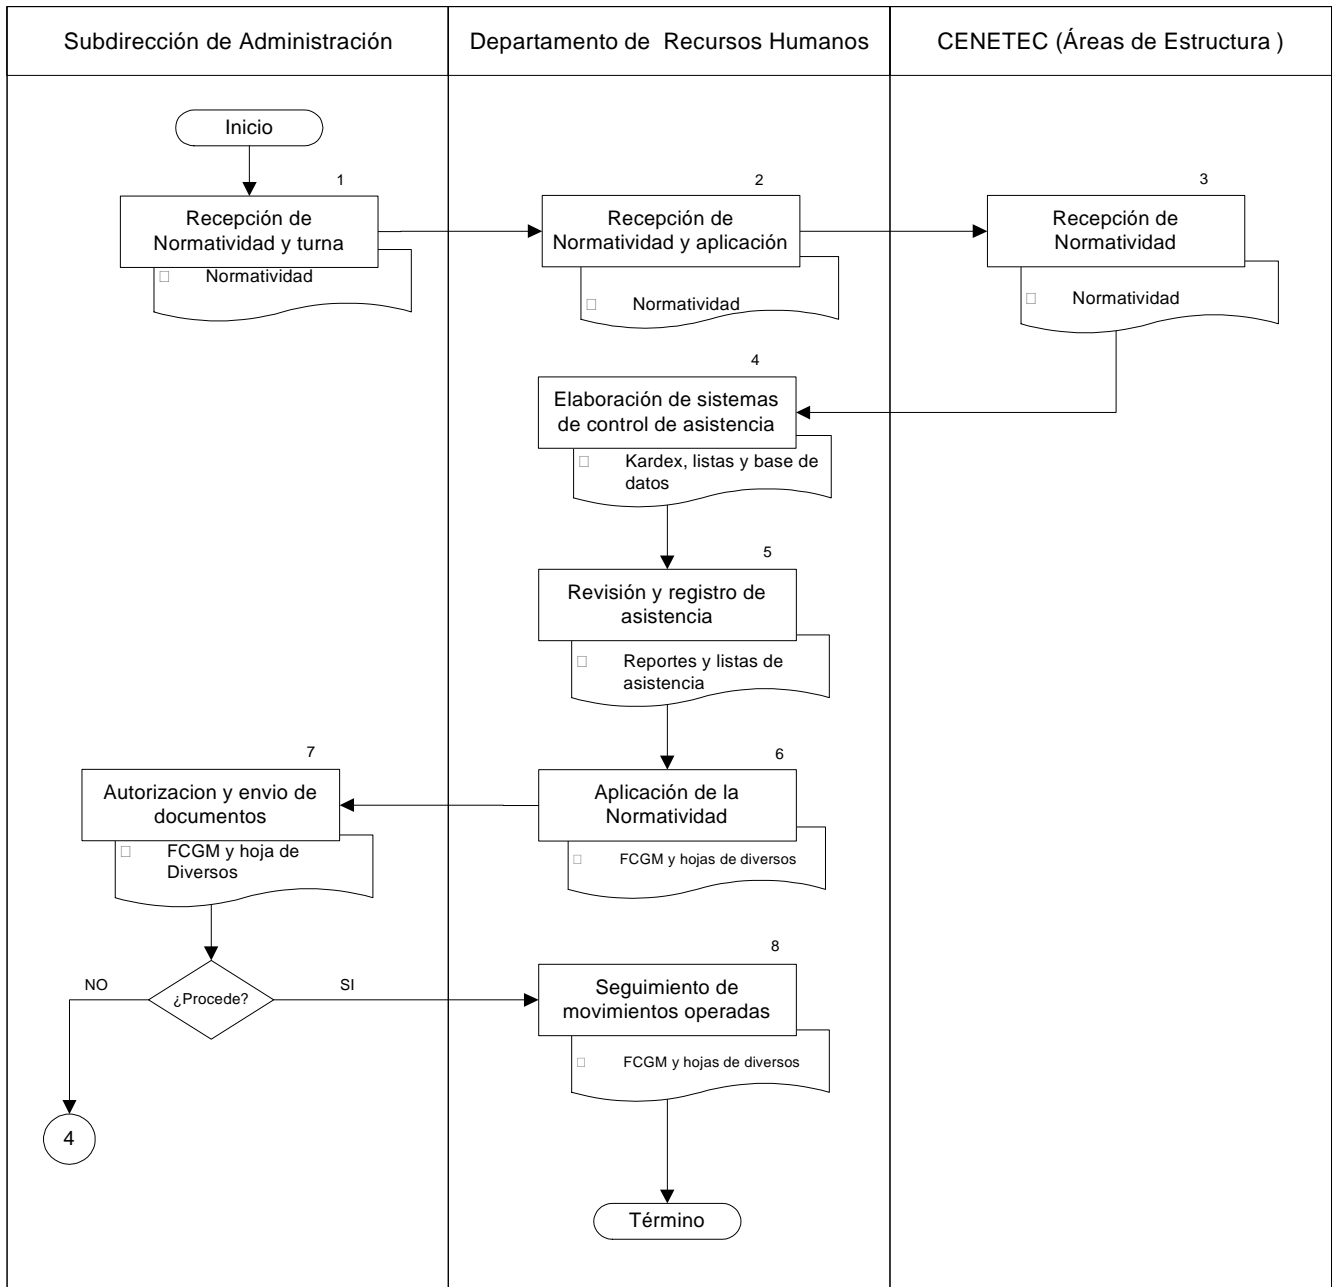 Subdirección de Administración
Departamento de Recursos Humanos
CENETEC (Áreas de Estructura )
Inicio
1
Recepción de
Normatividad y turna
Normatividad
2
Recepción de
Normatividad y aplicación
Normatividad
3
Recepción de
Normatividad
Normatividad
4
Elaboración de sistemas
de control de asistencia
Kardex, listas y base de
datos
5
Revisión y registro de
asistencia
Reportes y listas de
asistencia
6
Aplicación de la
Normatividad
FCGM y hojas de diversos
7
Autorizacion y envio de
documentos
FCGM y hoja de
Diversos
¿Procede?
NO
SI
4
8
Seguimiento de
movimientos operadas
FCGM y hojas de diversos
Término